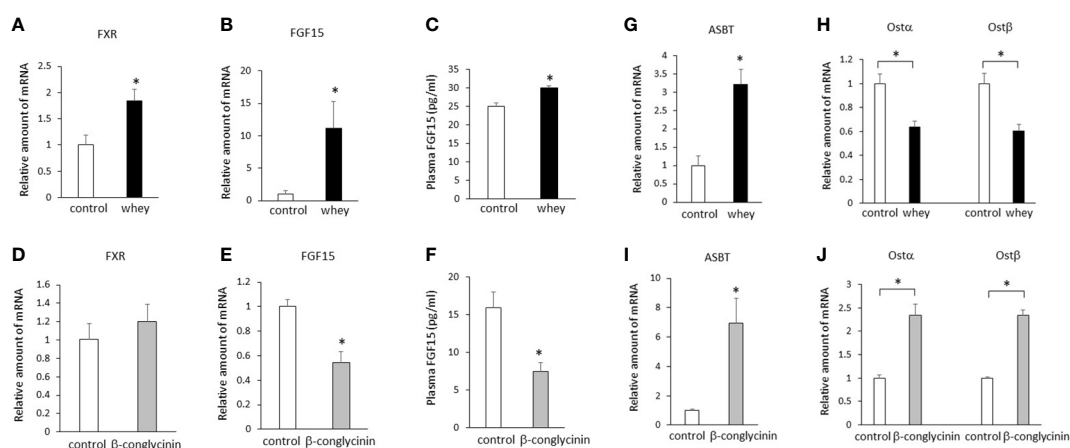 A
FXR
Relative amount of mRNA
2.5
2
1.5
1
0.5
0
*
control whey
B
FGF15
Relative amount of mRNA
20
15
10
5
0
*
control whey
C
Plasma FGF15 (pg/ml)
35
30
25
20
15
10
5
0
*
control whey
G
ASBT
Relative amount of mRNA
4
3.5
3
2.5
2
1.5
1
0.5
0
*
control whey
H
Ostα Ostβ
Relative amount of mRNA
1.2
1
0.8
0.6
0.4
0.2
0
* *
control whey control whey
D
FXR
Relative amount of mRNA
1.6
1.4
1.2
1
0.8
0.6
0.4
0.2
0
control β-conglycinin
E
FGF15
Relative amount of mRNA
1.2
1
0.8
0.6
0.4
0.2
0
*
control β-conglycinin
F
Plasma FGF15 (pg/ml)
20
15
10
5
0
*
control β-conglycinin
I
ASBT
Relative amount of mRNA
10
8
6
4
2
0
*
control β-conglycinin
J
Ostα Ostβ
Relative amount of mRNA
3
2.5
2
1.5
1
0.5
0
* *
control β-conglycinin control β-conglycinin